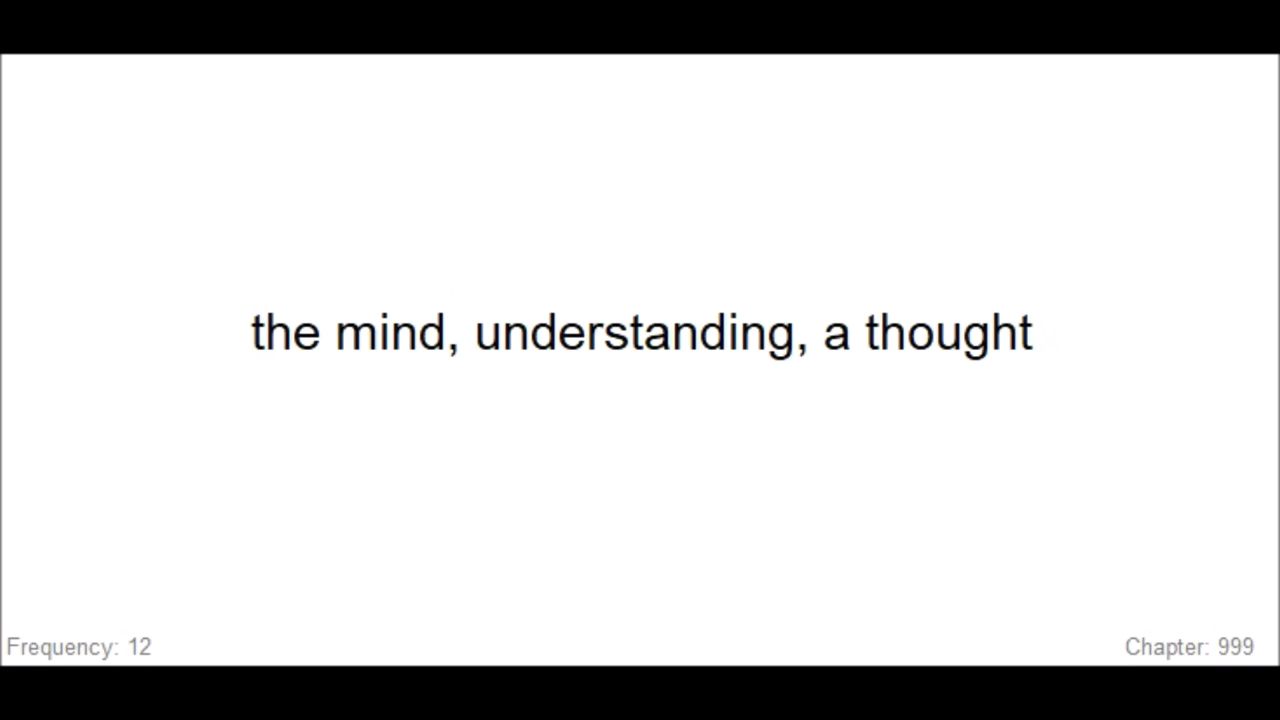 the mind, understanding, a thought
Frequency: 12
Chapter: 999